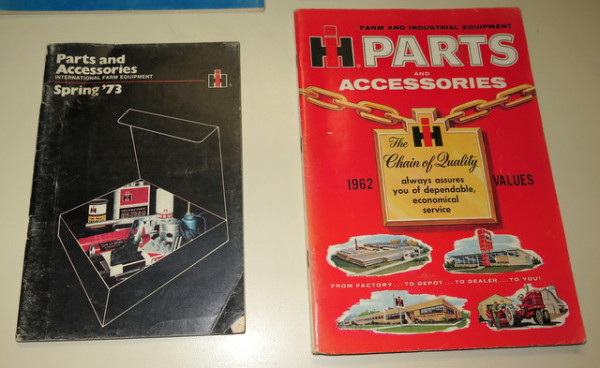 Parts and
Accessories
INTERNATIONAL FARM EQUIPMENT
Spring '73
IH
FARM AND INDUSTRIAL EQUIPMENT
IH PARTS
AND
ACCESSORIES
IH
The
Chain of Quality
always assures
you of dependable,
economical
service
1962 VALUES
FROM FACTORY...TO DEPOT...TO DEALER...TO YOU!